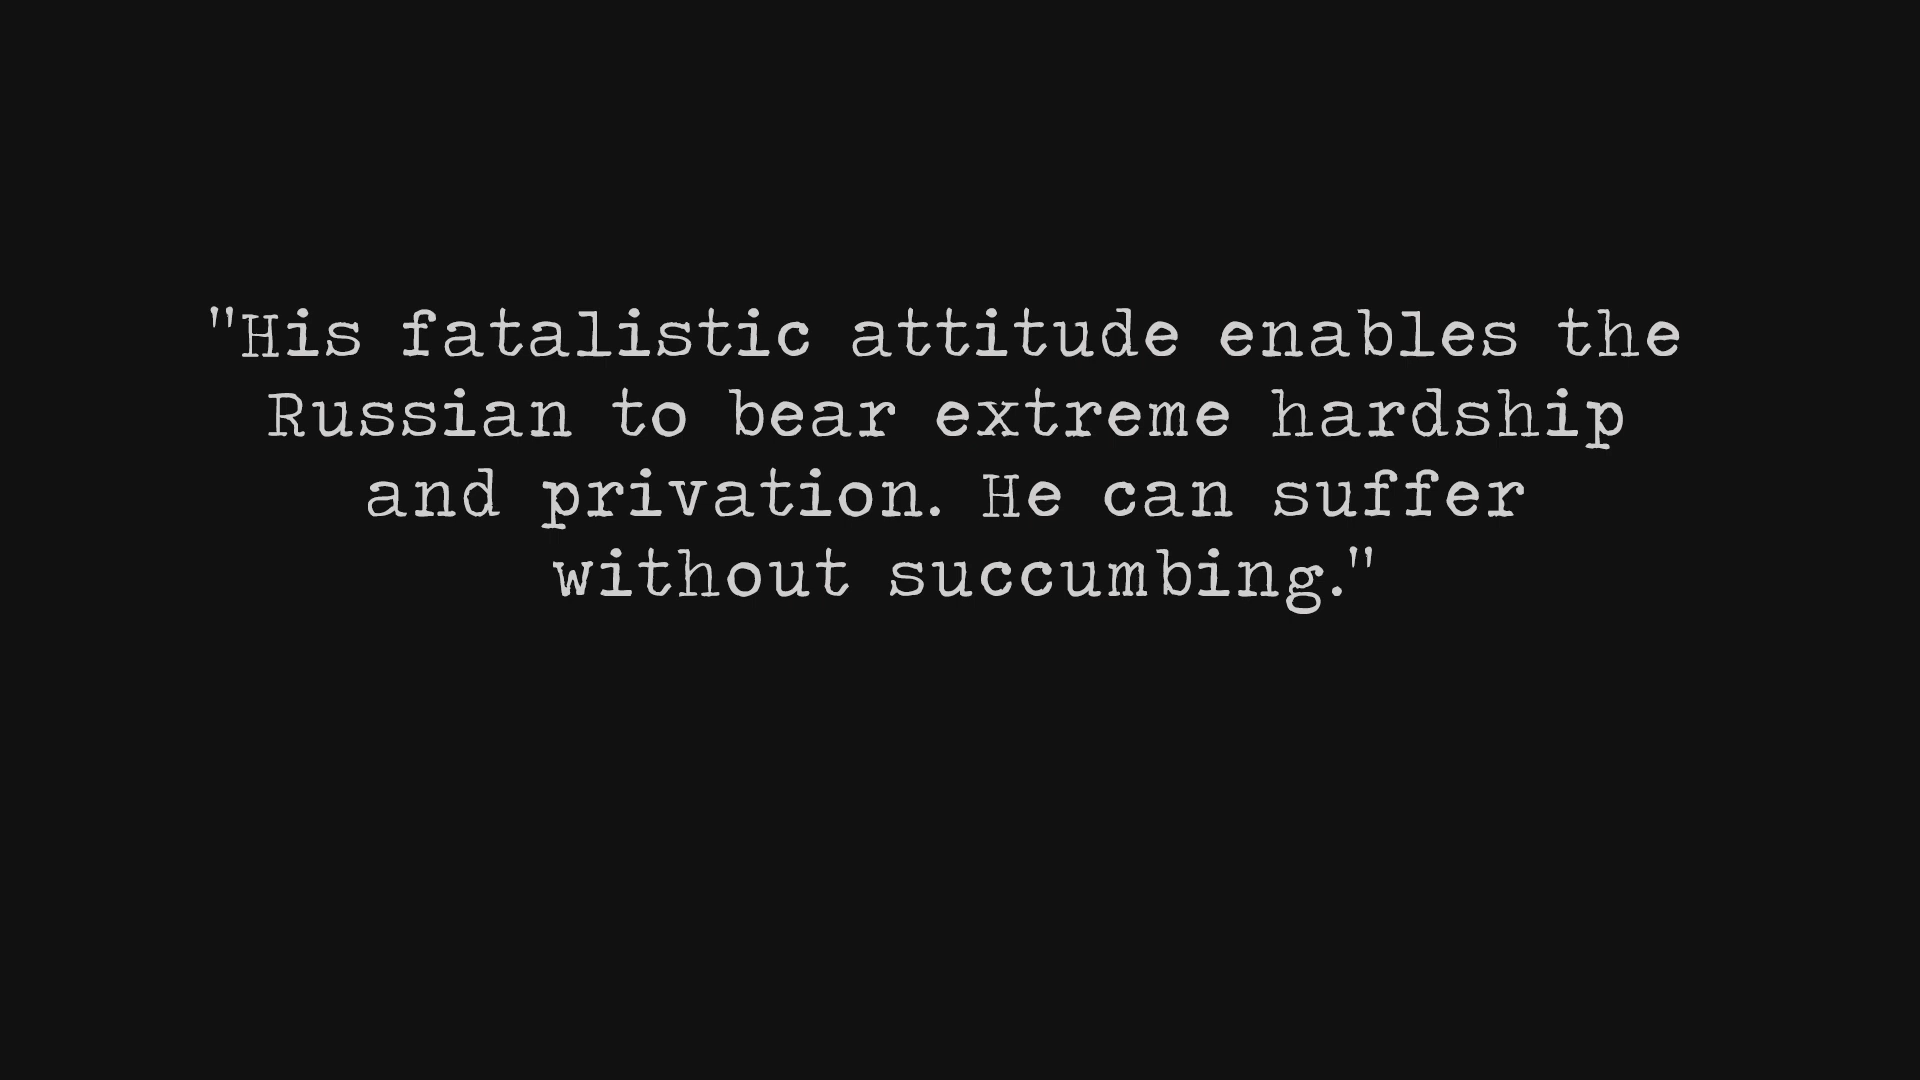 "His fatalistic attitude enables the
Russian to bear extreme hardship
and privation. He can suffer
without succumbing."